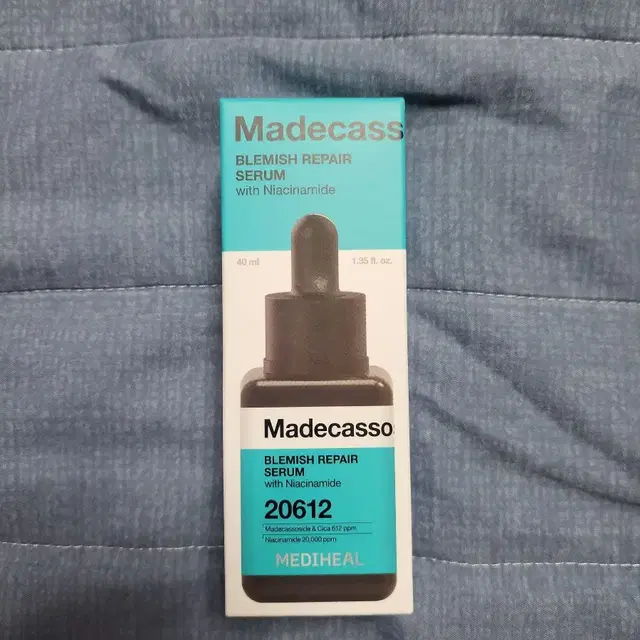 Madecass
BLEMISH REPAIR
SERUM
with Niacinamide
40 ml 1.35 fl. oz.
Madecasso
BLEMISH REPAIR
SERUM
with Niacinamide
20612
Madecassoside & Cica 612 ppm
Niacinamide 20,000 ppm
MEDIHEAL